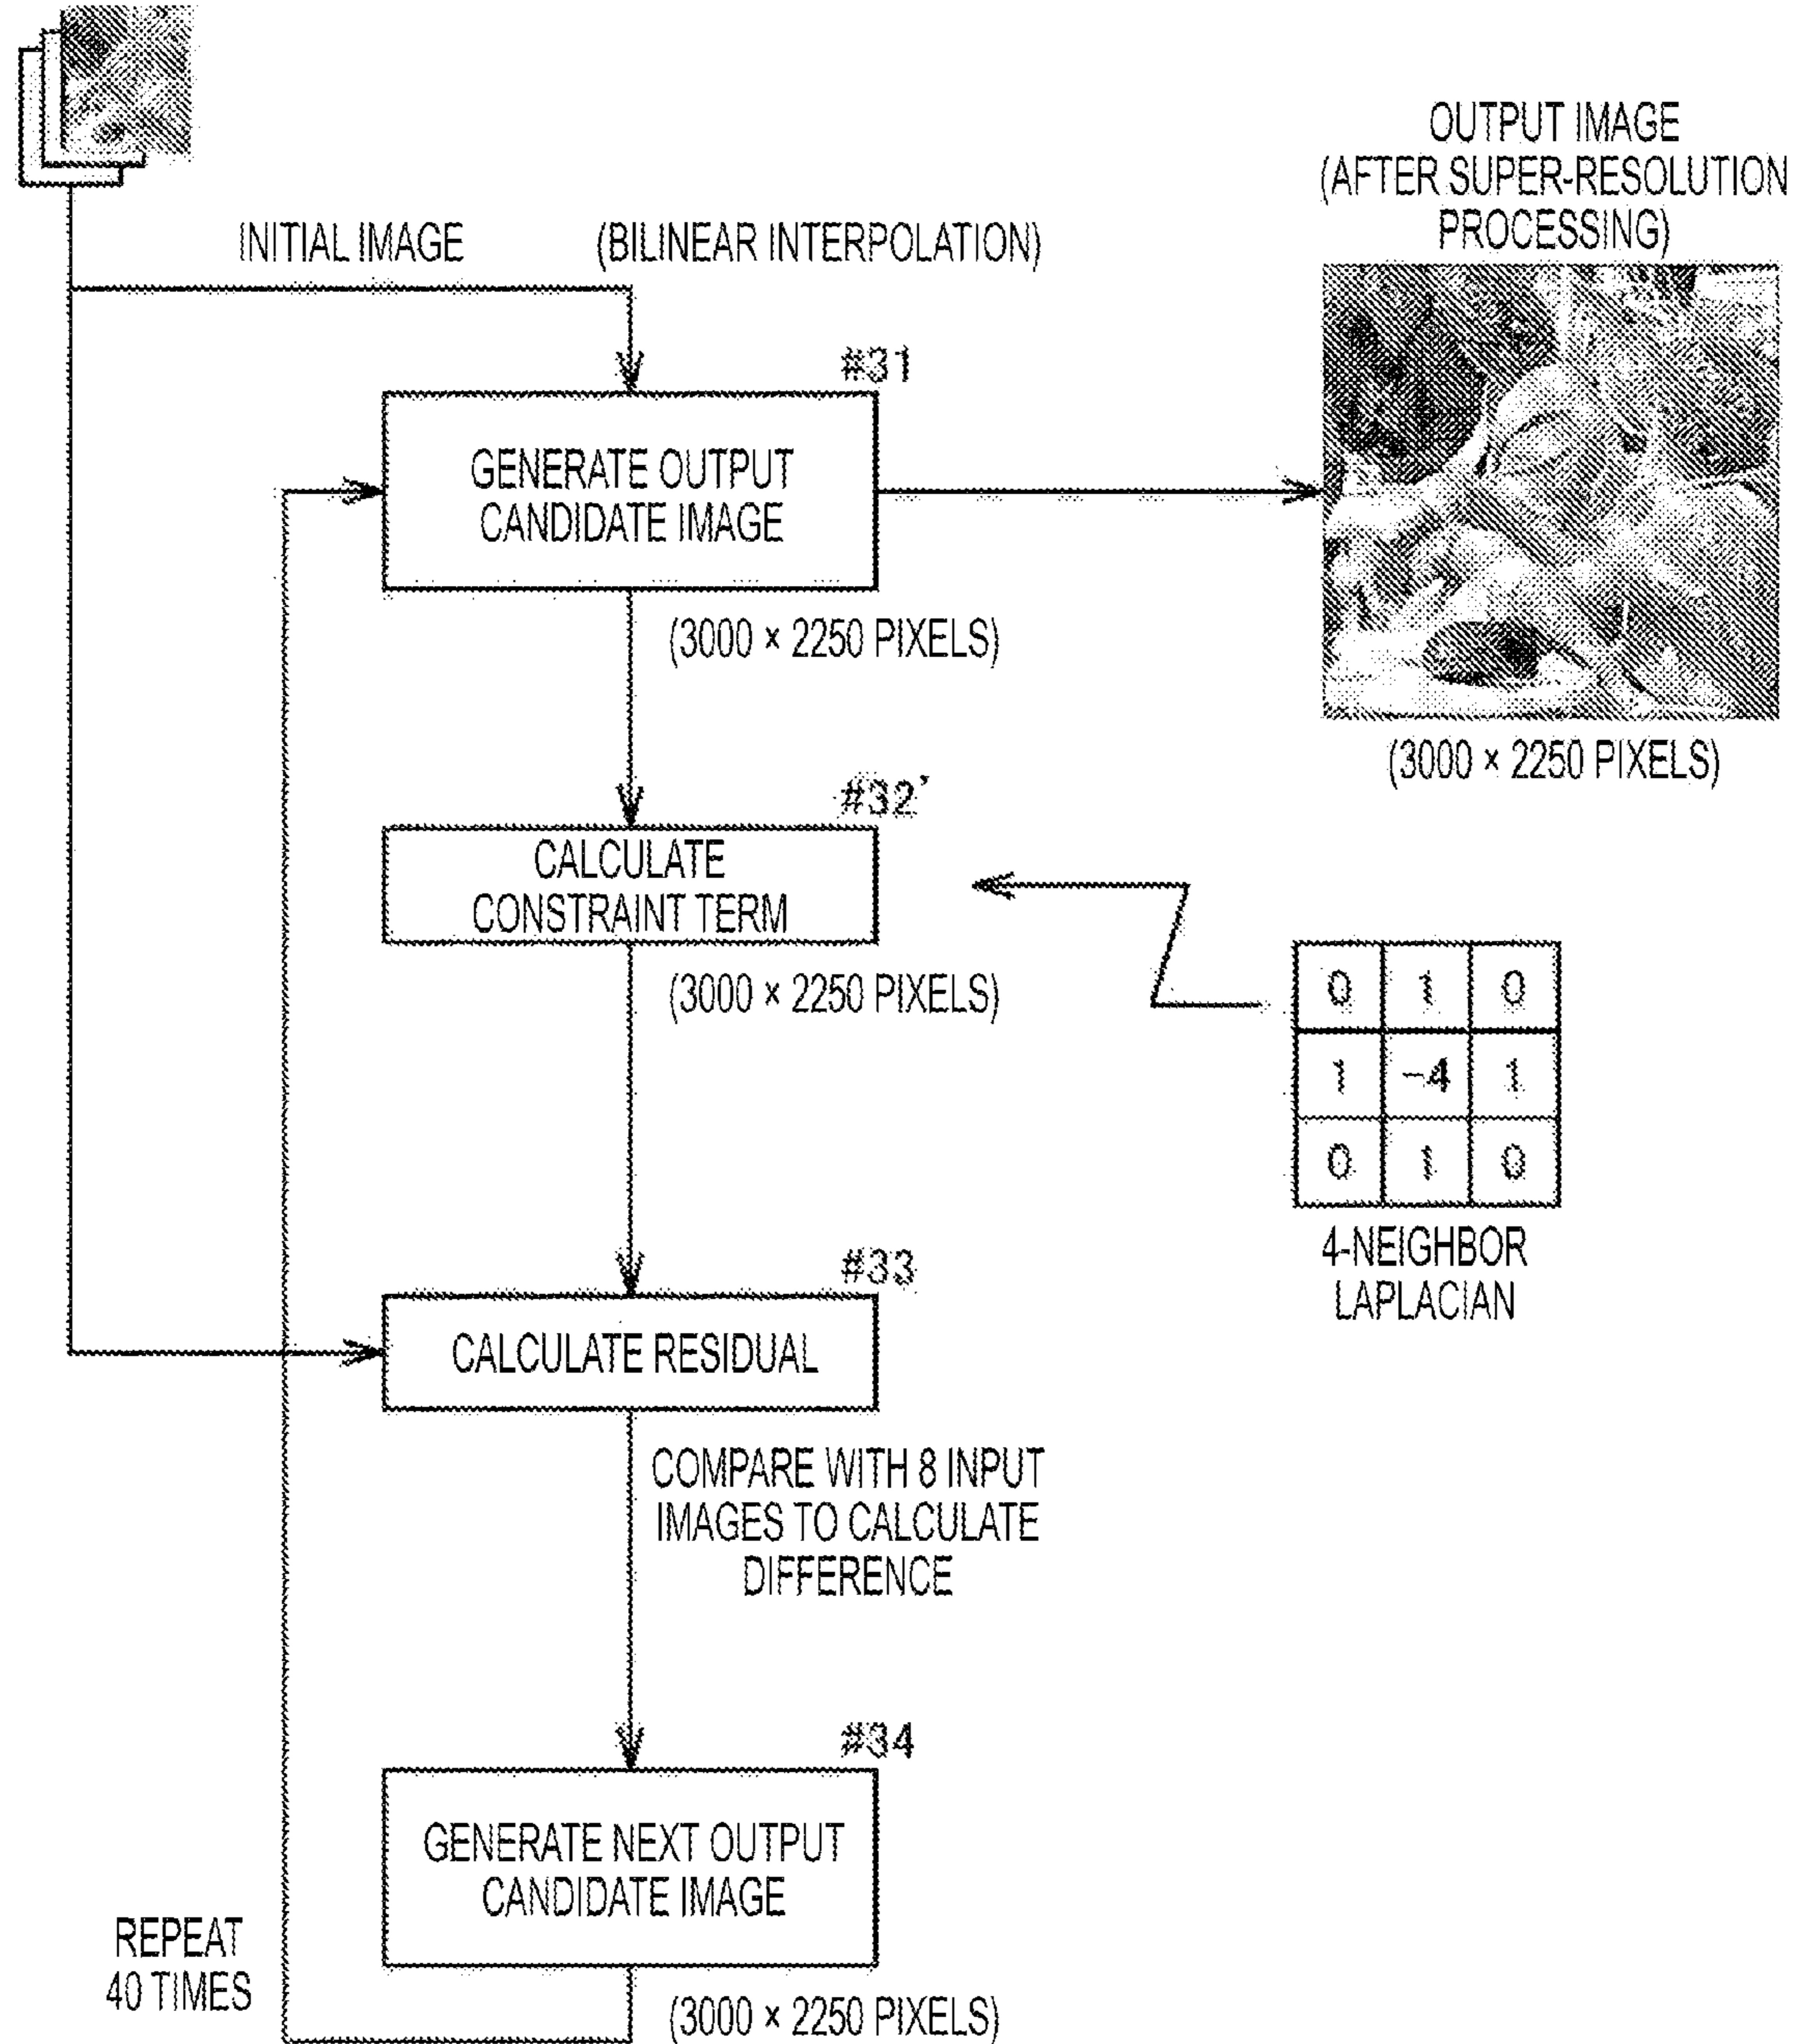 INITIAL IMAGE (BILINEAR INTERPOLATION)
OUTPUT IMAGE
(AFTER SUPER-RESOLUTION
PROCESSING)
#31
GENERATE OUTPUT
CANDIDATE IMAGE
(3000 × 2250 PIXELS)
(3000 × 2250 PIXELS)
#32'
CALCULATE
CONSTRAINT TERM
(3000 × 2250 PIXELS)
0 1 0
1 -4 1
0 1 0
4-NEIGHBOR
LAPLACIAN
#33
CALCULATE RESIDUAL
COMPARE WITH 8 INPUT
IMAGES TO CALCULATE
DIFFERENCE
#34
GENERATE NEXT OUTPUT
CANDIDATE IMAGE
REPEAT
40 TIMES
(3000 × 2250 PIXELS)